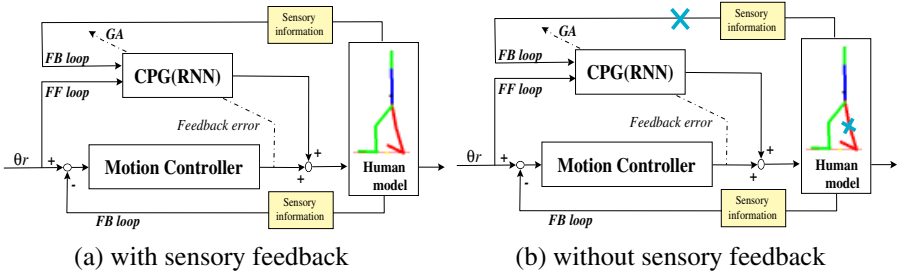 Sensory
information
GA
FB loop
CPG(RNN)
FF loop
Feedback error
+
θr
+
Motion Controller
+
-
Human
model
Sensory
information
FB loop
(a) with sensory feedback
Sensory
information
GA
FB loop
CPG(RNN)
FF loop
Feedback error
+
θr
+
Motion Controller
+
-
Human
model
Sensory
information
FB loop
(b) without sensory feedback